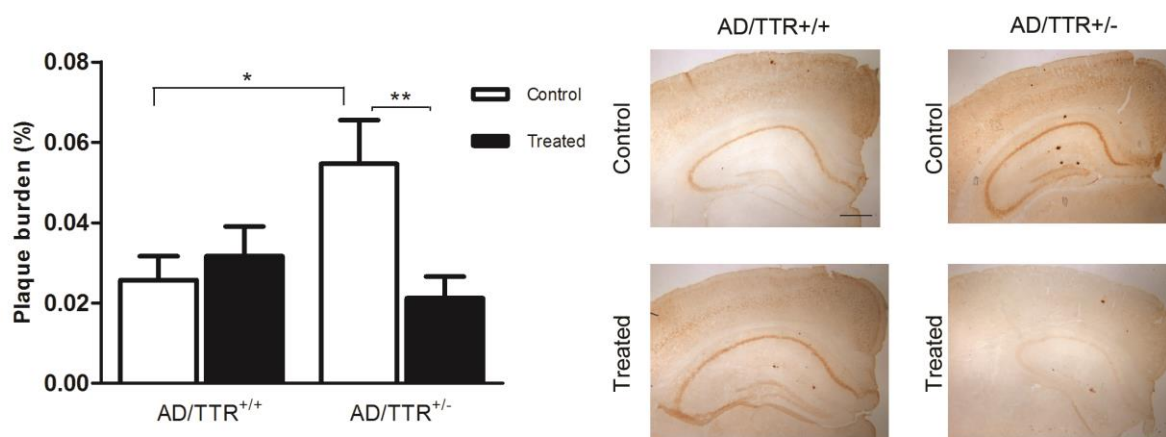 0.08
0.06
0.04
0.02
0.00
Plaque burden (%)
*
**
Control
Treated
AD/TTR+/+
AD/TTR+/-
AD/TTR+/+
AD/TTR+/-
Control
Treated
Control
Treated